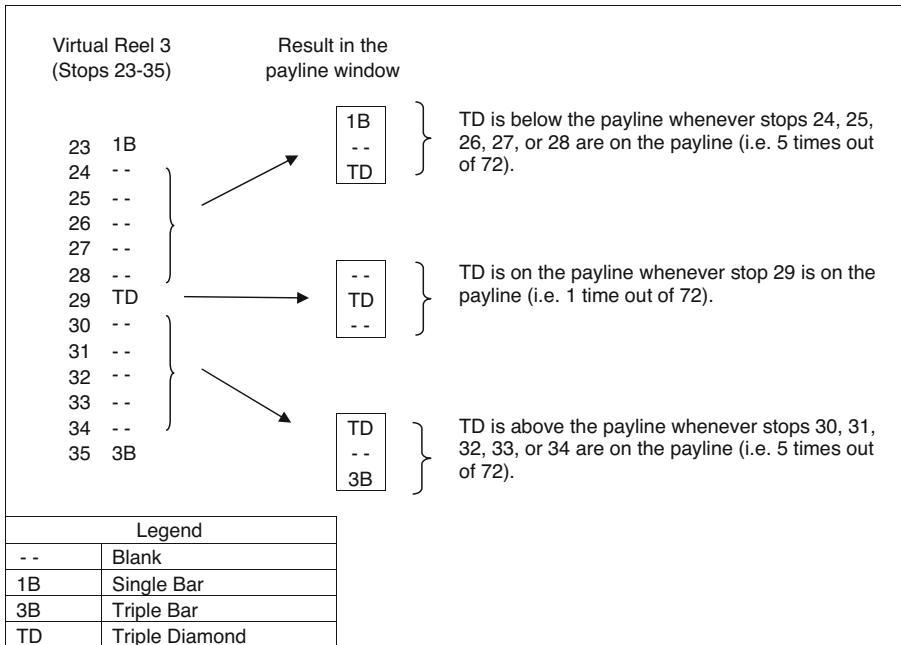 Virtual Reel 3
(Stops 23-35)
Result in the
payline window
23 1B
24 - -
25 - -
26 - -
27 - -
28 - -
29 TD
30 - -
31 - -
32 - -
33 - -
34 - -
35 3B
1B
- -
TD
TD is below the payline whenever stops 24, 25,
26, 27, or 28 are on the payline (i.e. 5 times out
of 72).
- -
TD
- -
TD is on the payline whenever stop 29 is on the
payline (i.e. 1 time out of 72).
TD
- -
3B
TD is above the payline whenever stops 30, 31,
32, 33, or 34 are on the payline (i.e. 5 times out
of 72).
Legend
- - Blank
1B Single Bar
3B Triple Bar
TD Triple Diamond